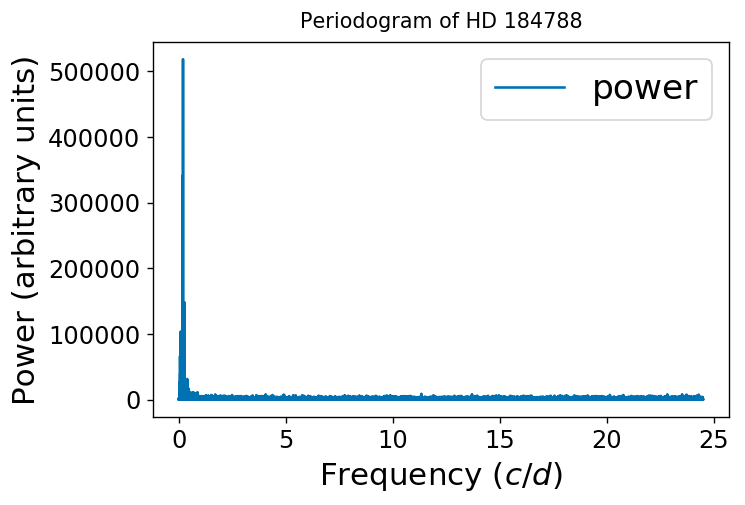 Periodogram of HD 184788
power
Power (arbitrary units)
500000
400000
300000
200000
100000
0
0 5 10 15 20 25
Frequency (c/d)